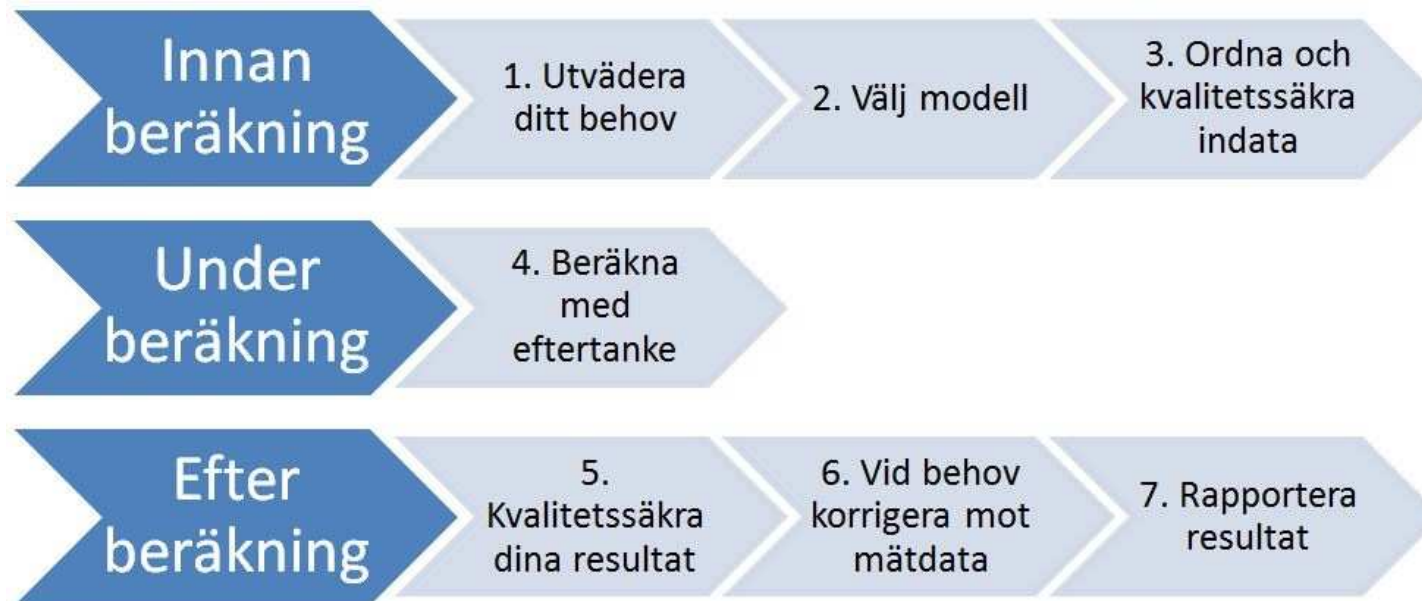 Innan
beräkning
1. Utvädera
ditt behov
2. Välj modell
3. Ordna och
kvalitetssäkra
indata
Under
beräkning
4. Beräkna
med
eftertanke
Efter
beräkning
5.
Kvalitetssäkra
dina resultat
6. Vid behov
korrigera mot
mätdata
7. Rapportera
resultat